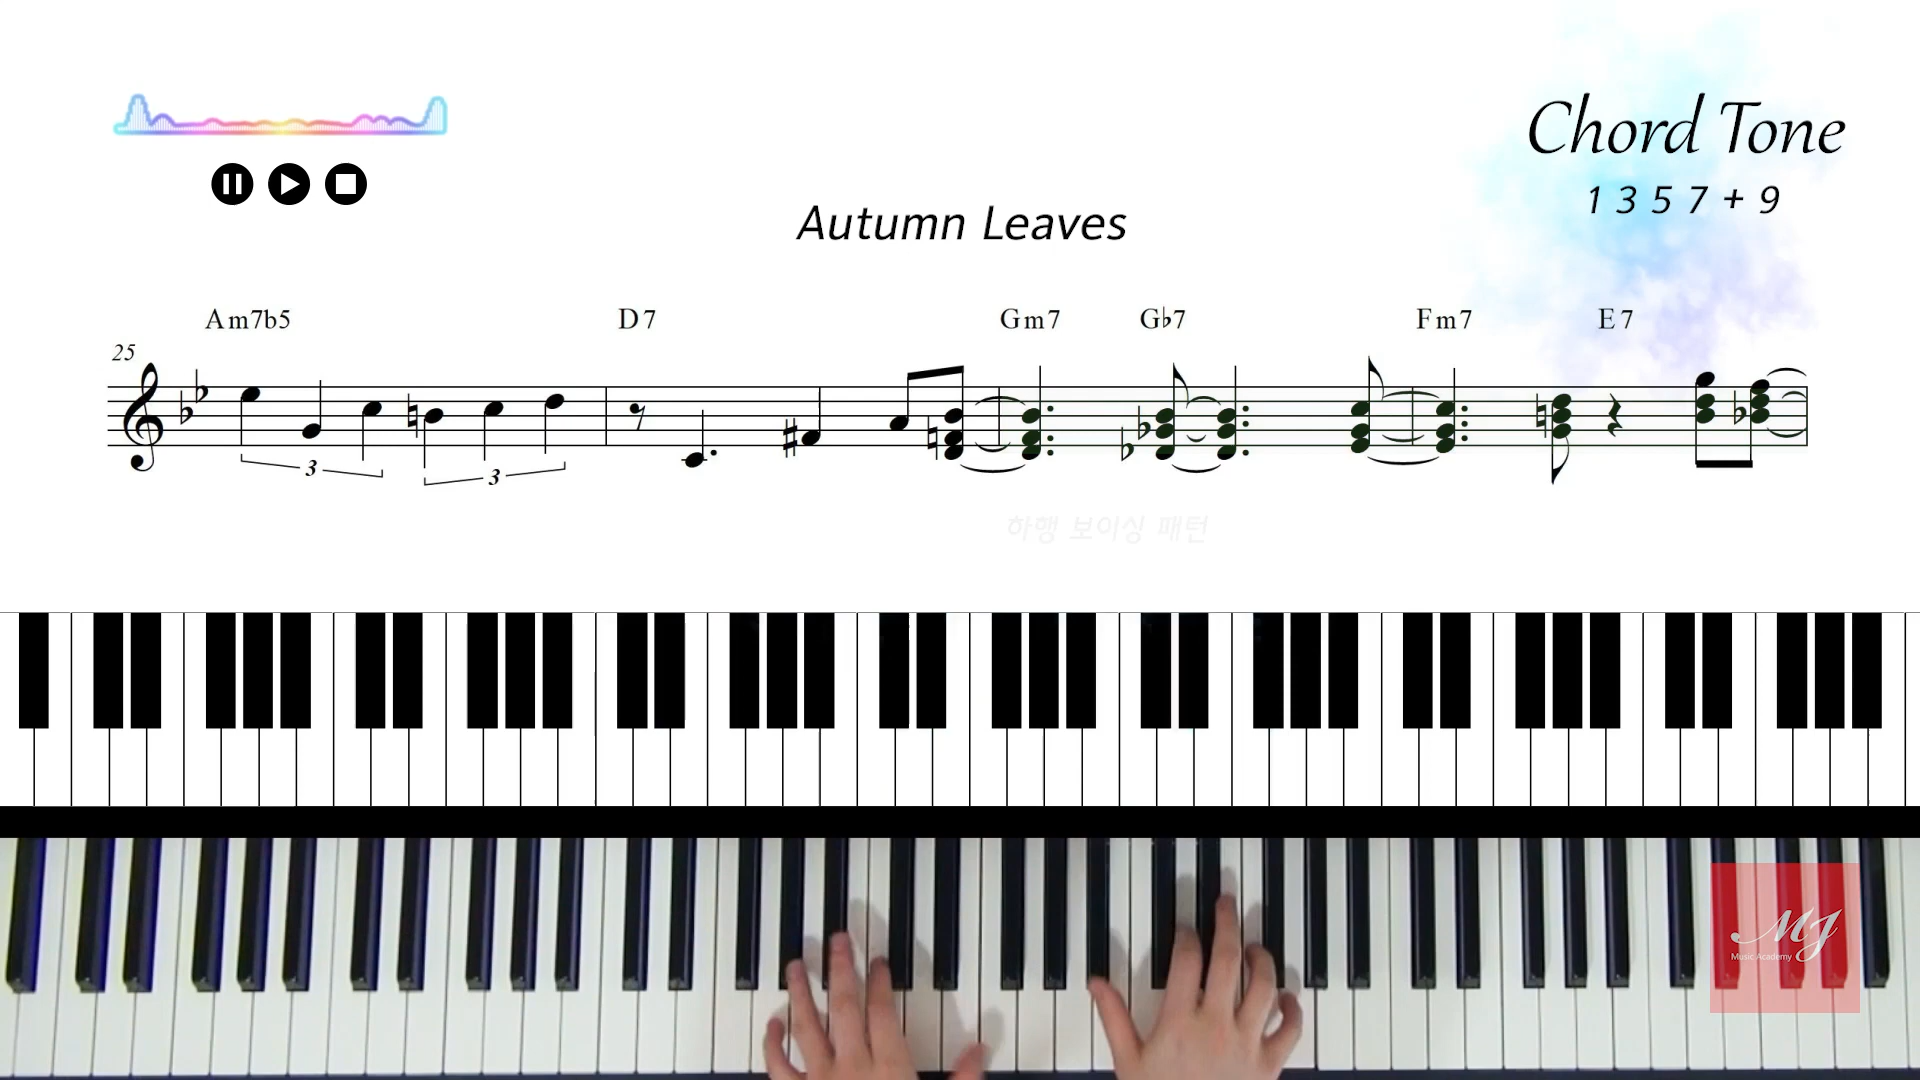 Chord Tone
1 3 5 7 + 9
Autumn Leaves
Am7b5 D7 Gm7 G♭7 Fm7 E7
25
3 3
하행 보이싱 패턴
MJ
Music Academy